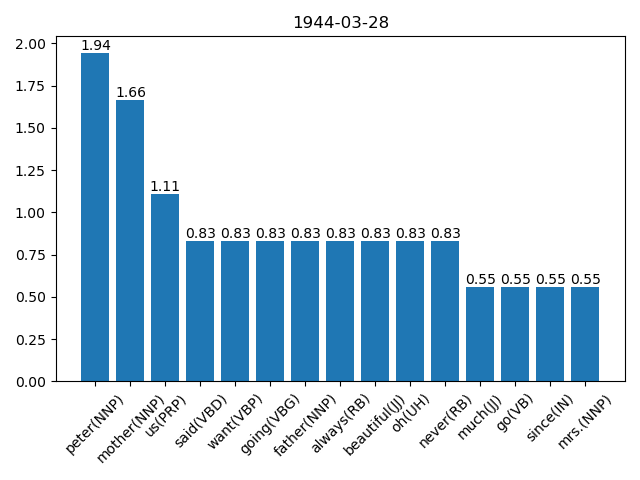 1944-03-28
2.00
1.75
1.50
1.25
1.00
0.75
0.50
0.25
0.00
1.94
1.66
1.11
0.83
0.83
0.83
0.83
0.83
0.83
0.83
0.83
0.55
0.55
0.55
0.55
peter(NNP)
mother(NNP)
us(PRP)
said(VBD)
want(VBP)
going(VBG)
father(NNP)
always(RB)
beautiful(JJ)
oh(UH)
never(RB)
much(JJ)
go(VB)
since(IN)
mrs.(NNP)